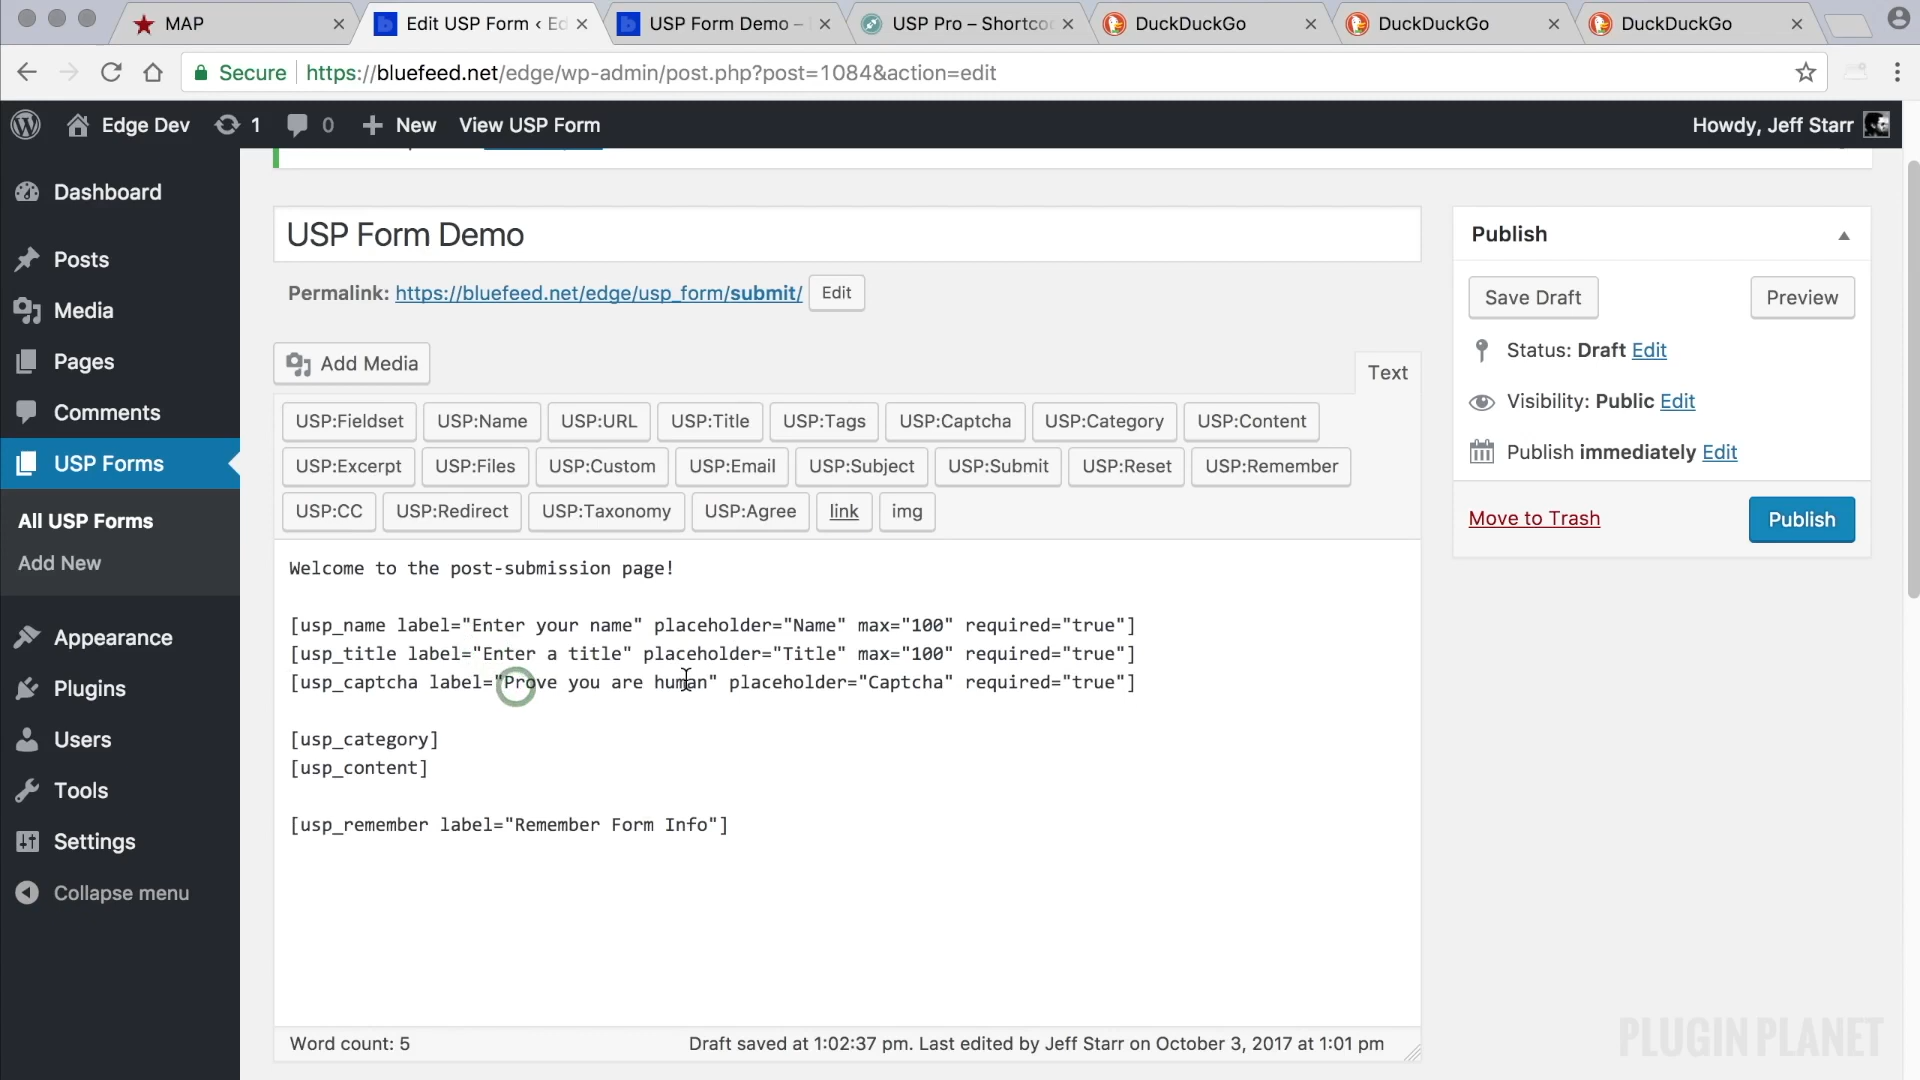 MAP
Edit USP Form ‹ Ed
USP Form Demo –
USP Pro – Shortco
DuckDuckGo
DuckDuckGo
DuckDuckGo
Secure
https://bluefeed.net/edge/wp-admin/post.php?post=1084&action=edit
Edge Dev 1 0 New View USP Form
Howdy, Jeff Starr
Dashboard
Posts
Media
Pages
Comments
USP Forms
All USP Forms
Add New
Appearance
Plugins
Users
Tools
Settings
Collapse menu
USP Form Demo
Permalink: https://bluefeed.net/edge/usp_form/submit/ Edit
Add Media
Text
USP:Fieldset USP:Name USP:URL USP:Title USP:Tags USP:Captcha USP:Category USP:Content
USP:Excerpt USP:Files USP:Custom USP:Email USP:Subject USP:Submit USP:Reset USP:Remember
USP:CC USP:Redirect USP:Taxonomy USP:Agree link img
Welcome to the post-submission page!
[usp_name label="Enter your name" placeholder="Name" max="100" required="true"]
[usp_title label="Enter a title" placeholder="Title" max="100" required="true"]
[usp_captcha label="Prove you are human" placeholder="Captcha" required="true"]
[usp_category]
[usp_content]
[usp_remember label="Remember Form Info"]
Word count: 5
Draft saved at 1:02:37 pm. Last edited by Jeff Starr on October 3, 2017 at 1:01 pm
Publish
Save Draft Preview
Status: Draft Edit
Visibility: Public Edit
Publish immediately Edit
Move to Trash Publish
PLUGIN PLANET